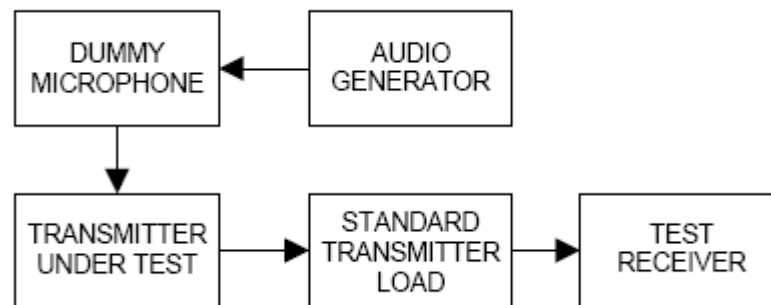 DUMMY
MICROPHONE
AUDIO
GENERATOR
TRANSMITTER
UNDER TEST
STANDARD
TRANSMITTER
LOAD
TEST
RECEIVER